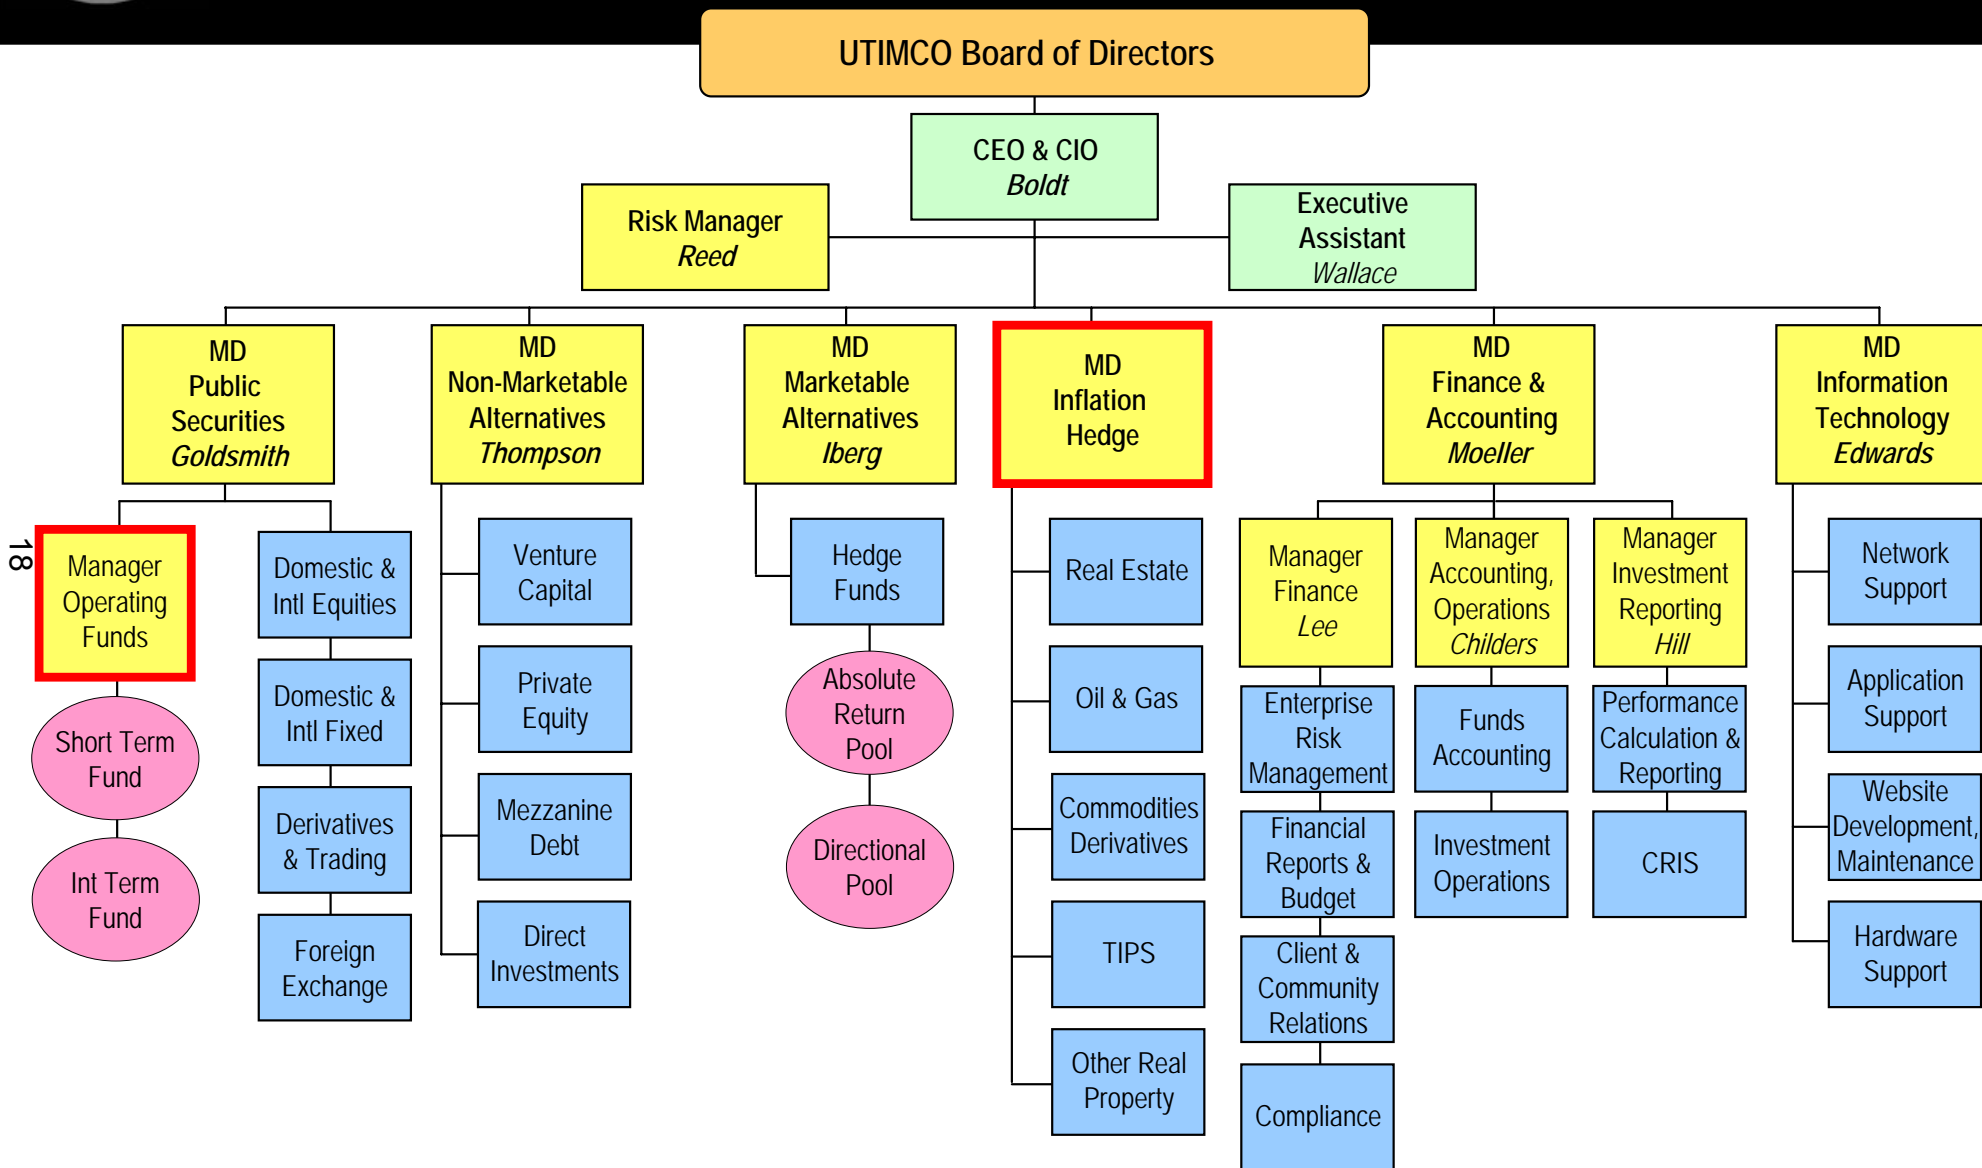 UTIMCO Board of Directors
CEO & CIO
Boldt
Risk Manager
Reed
Executive
Assistant
Wallace
MD
Public
Securities
Goldsmith
MD
Non-Marketable
Alternatives
Thompson
MD
Marketable
Alternatives
Iberg
MD
Inflation
Hedge
MD
Finance &
Accounting
Moeller
MD
Information
Technology
Edwards
18
Manager
Operating
Funds
Short Term
Fund
Int Term
Fund
Domestic &
Intl Equities
Domestic &
Intl Fixed
Derivatives
& Trading
Foreign
Exchange
Venture
Capital
Private
Equity
Mezzanine
Debt
Direct
Investments
Hedge
Funds
Absolute
Return
Pool
Directional
Pool
Real Estate
Oil & Gas
Commodities
Derivatives
TIPS
Other Real
Property
Manager
Finance
Lee
Enterprise
Risk
Management
Financial
Reports &
Budget
Client &
Community
Relations
Compliance
Manager
Accounting,
Operations
Childers
Funds
Accounting
Investment
Operations
Manager
Investment
Reporting
Hill
Performance
Calculation &
Reporting
CRIS
Network
Support
Application
Support
Website
Development,
Maintenance
Hardware
Support